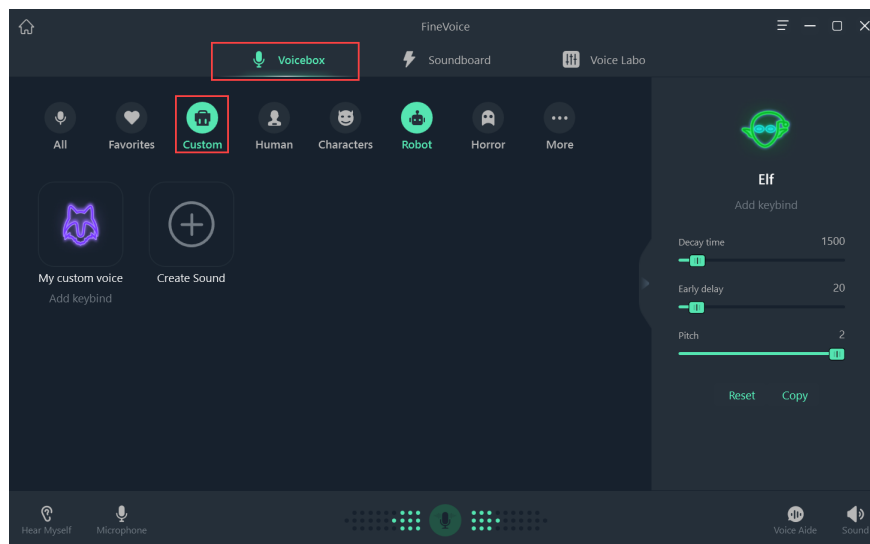 FineVoice
Voicebox
Soundboard
Voice Labo
All
Favorites
Custom
Human
Characters
Robot
Horror
More
My custom voice
Add keybind
Create Sound
Elf
Add keybind
Decay time 1500
Early delay 20
Pitch 2
Reset Copy
Hear Myself
Microphone
Voice Aide
Sound